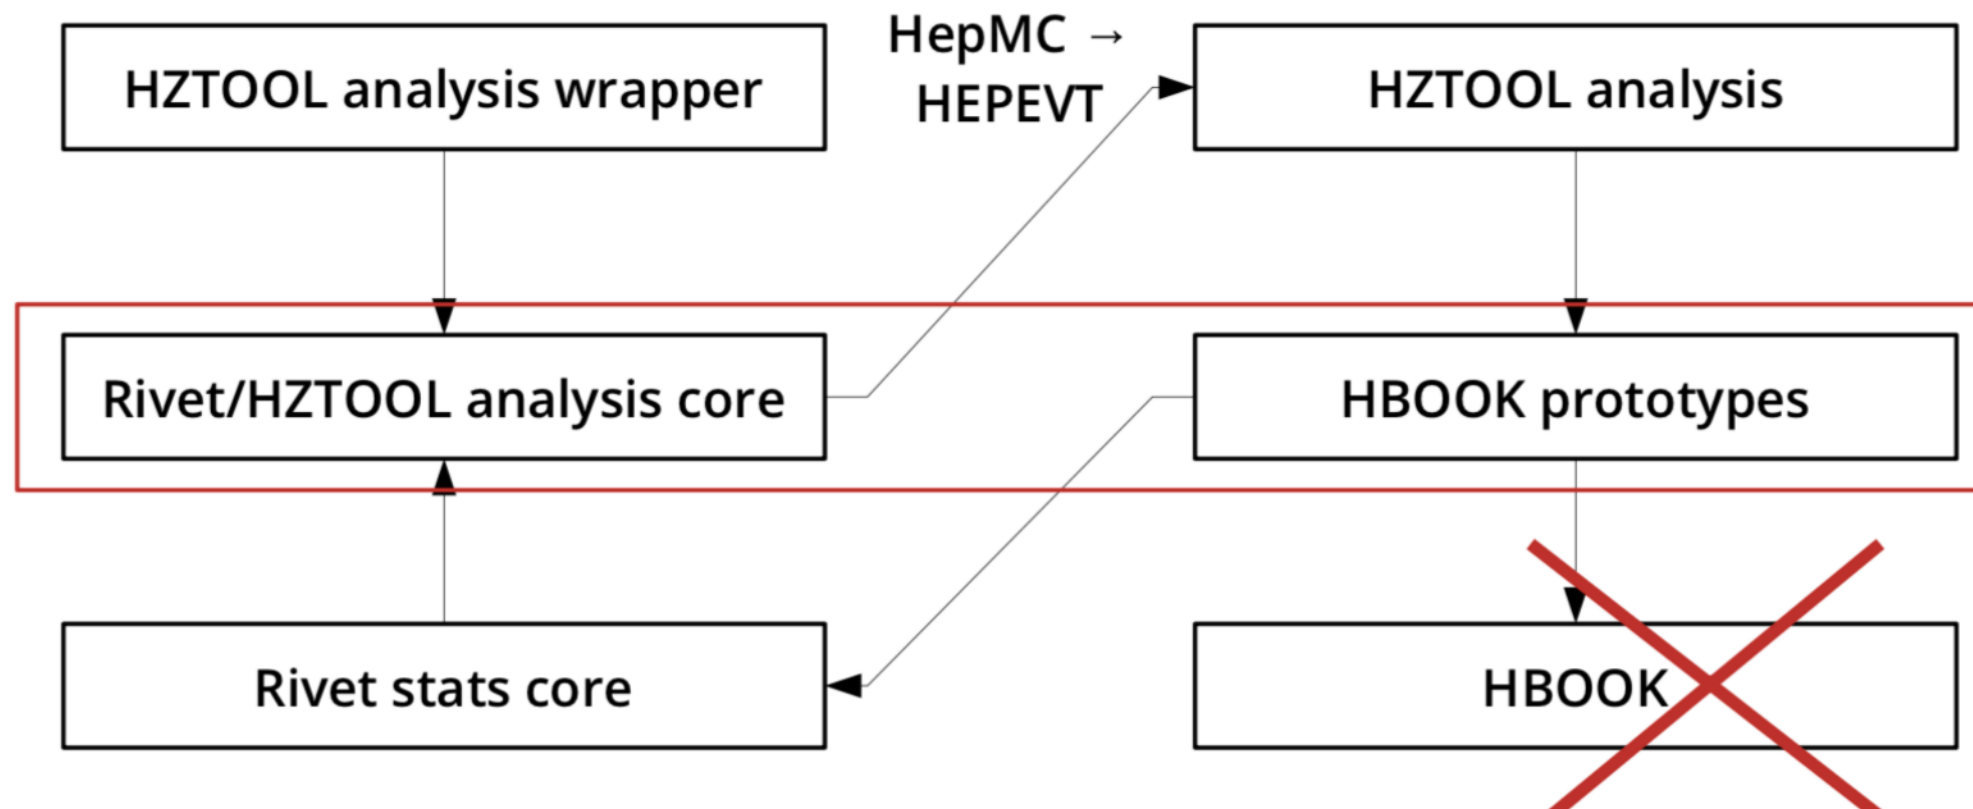 HZTOOL analysis wrapper
HepMC →
HEPEVT
HZTOOL analysis
Rivet/HZTOOL analysis core
HBOOK prototypes
Rivet stats core
HBOOK